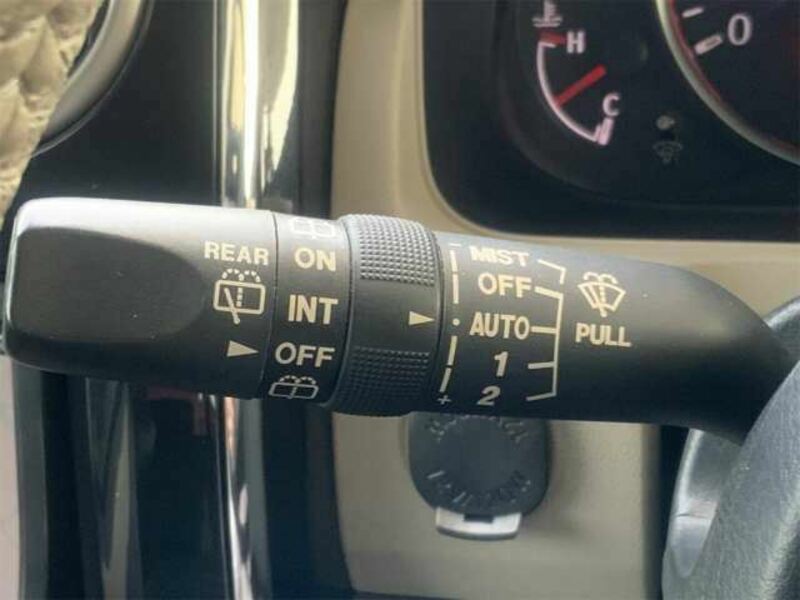 H
C
0
REAR
ON
INT
OFF
- MIST
OFF
AUTO
1
+ 2
PULL